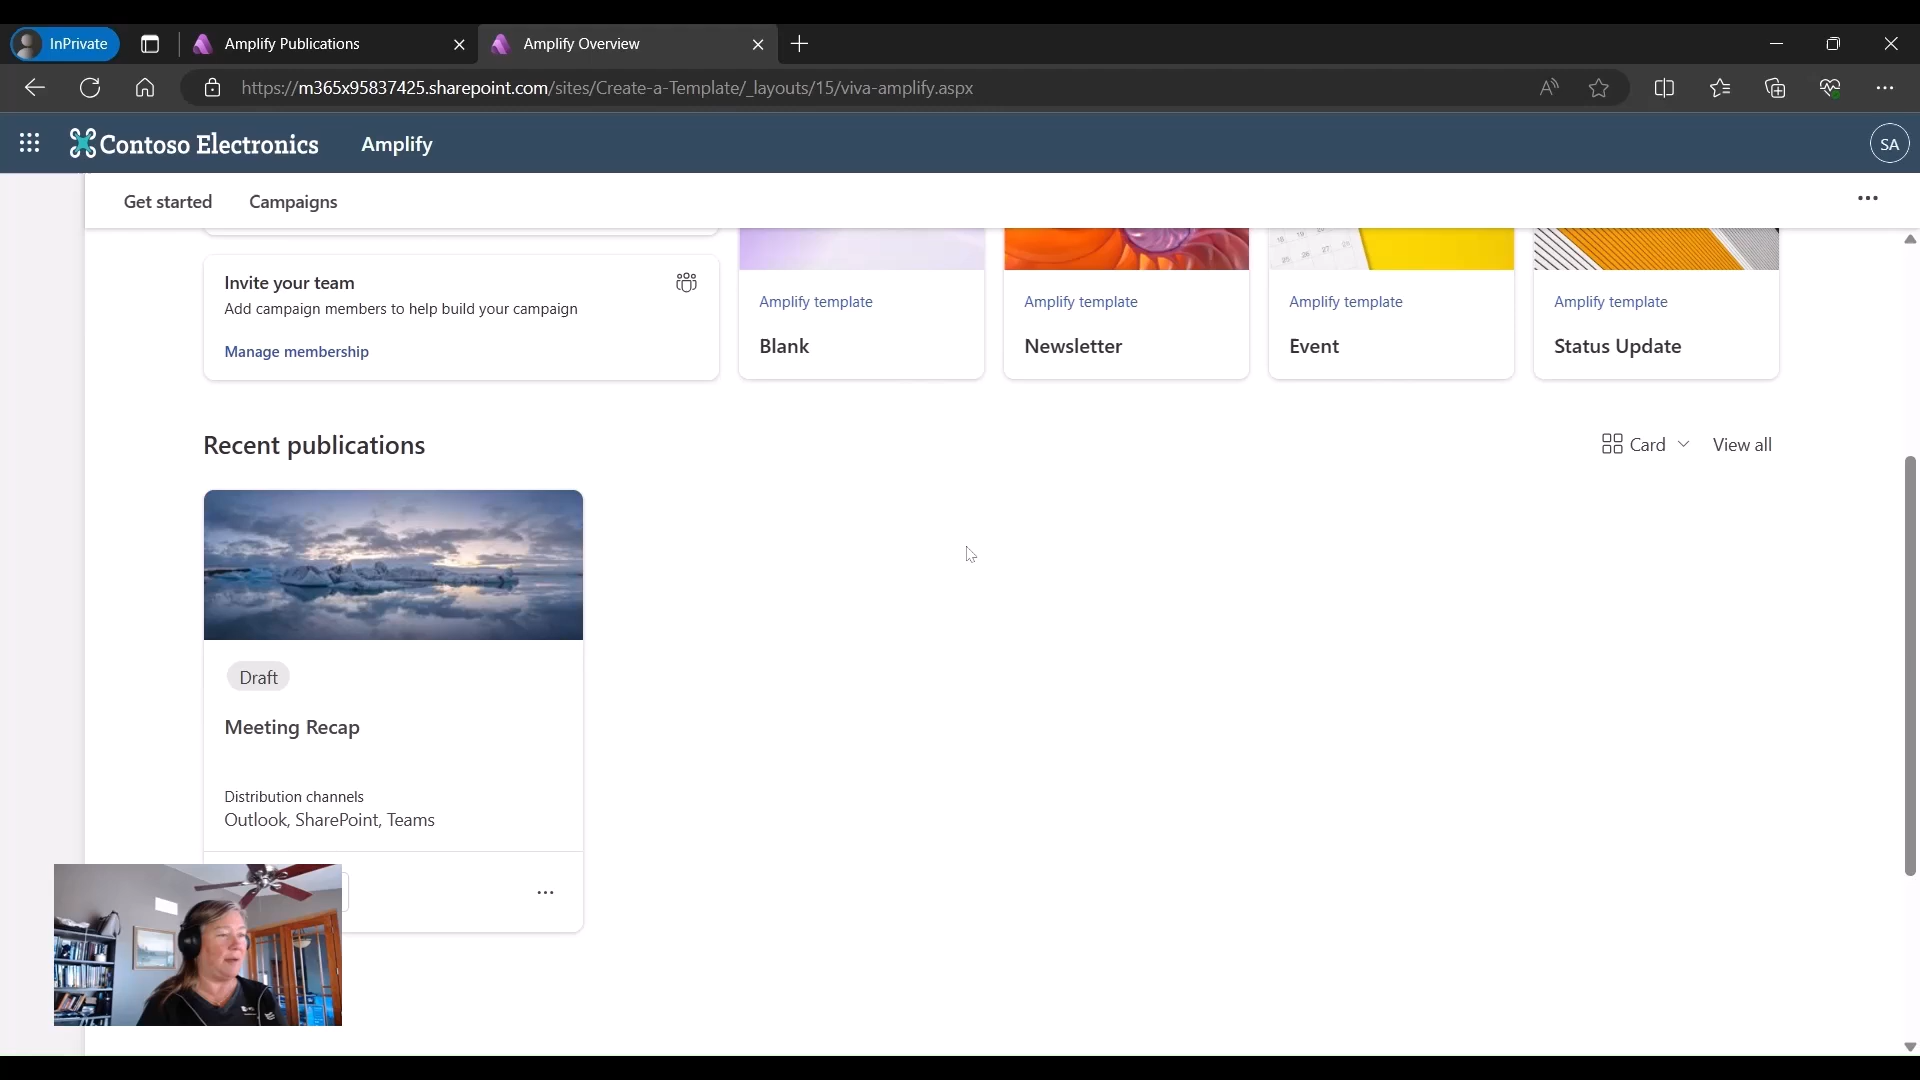 InPrivate
Amplify Publications
Amplify Overview
https://m365x95837425.sharepoint.com/sites/Create-a-Template/_layouts/15/viva-amplify.aspx
Contoso Electronics
Amplify
SA
Get started
Campaigns
Invite your team
Add campaign members to help build your campaign
Manage membership
Amplify template
Blank
Amplify template
Newsletter
Amplify template
Event
Amplify template
Status Update
Recent publications
Card
View all
Draft
Meeting Recap
Distribution channels
Outlook, SharePoint, Teams